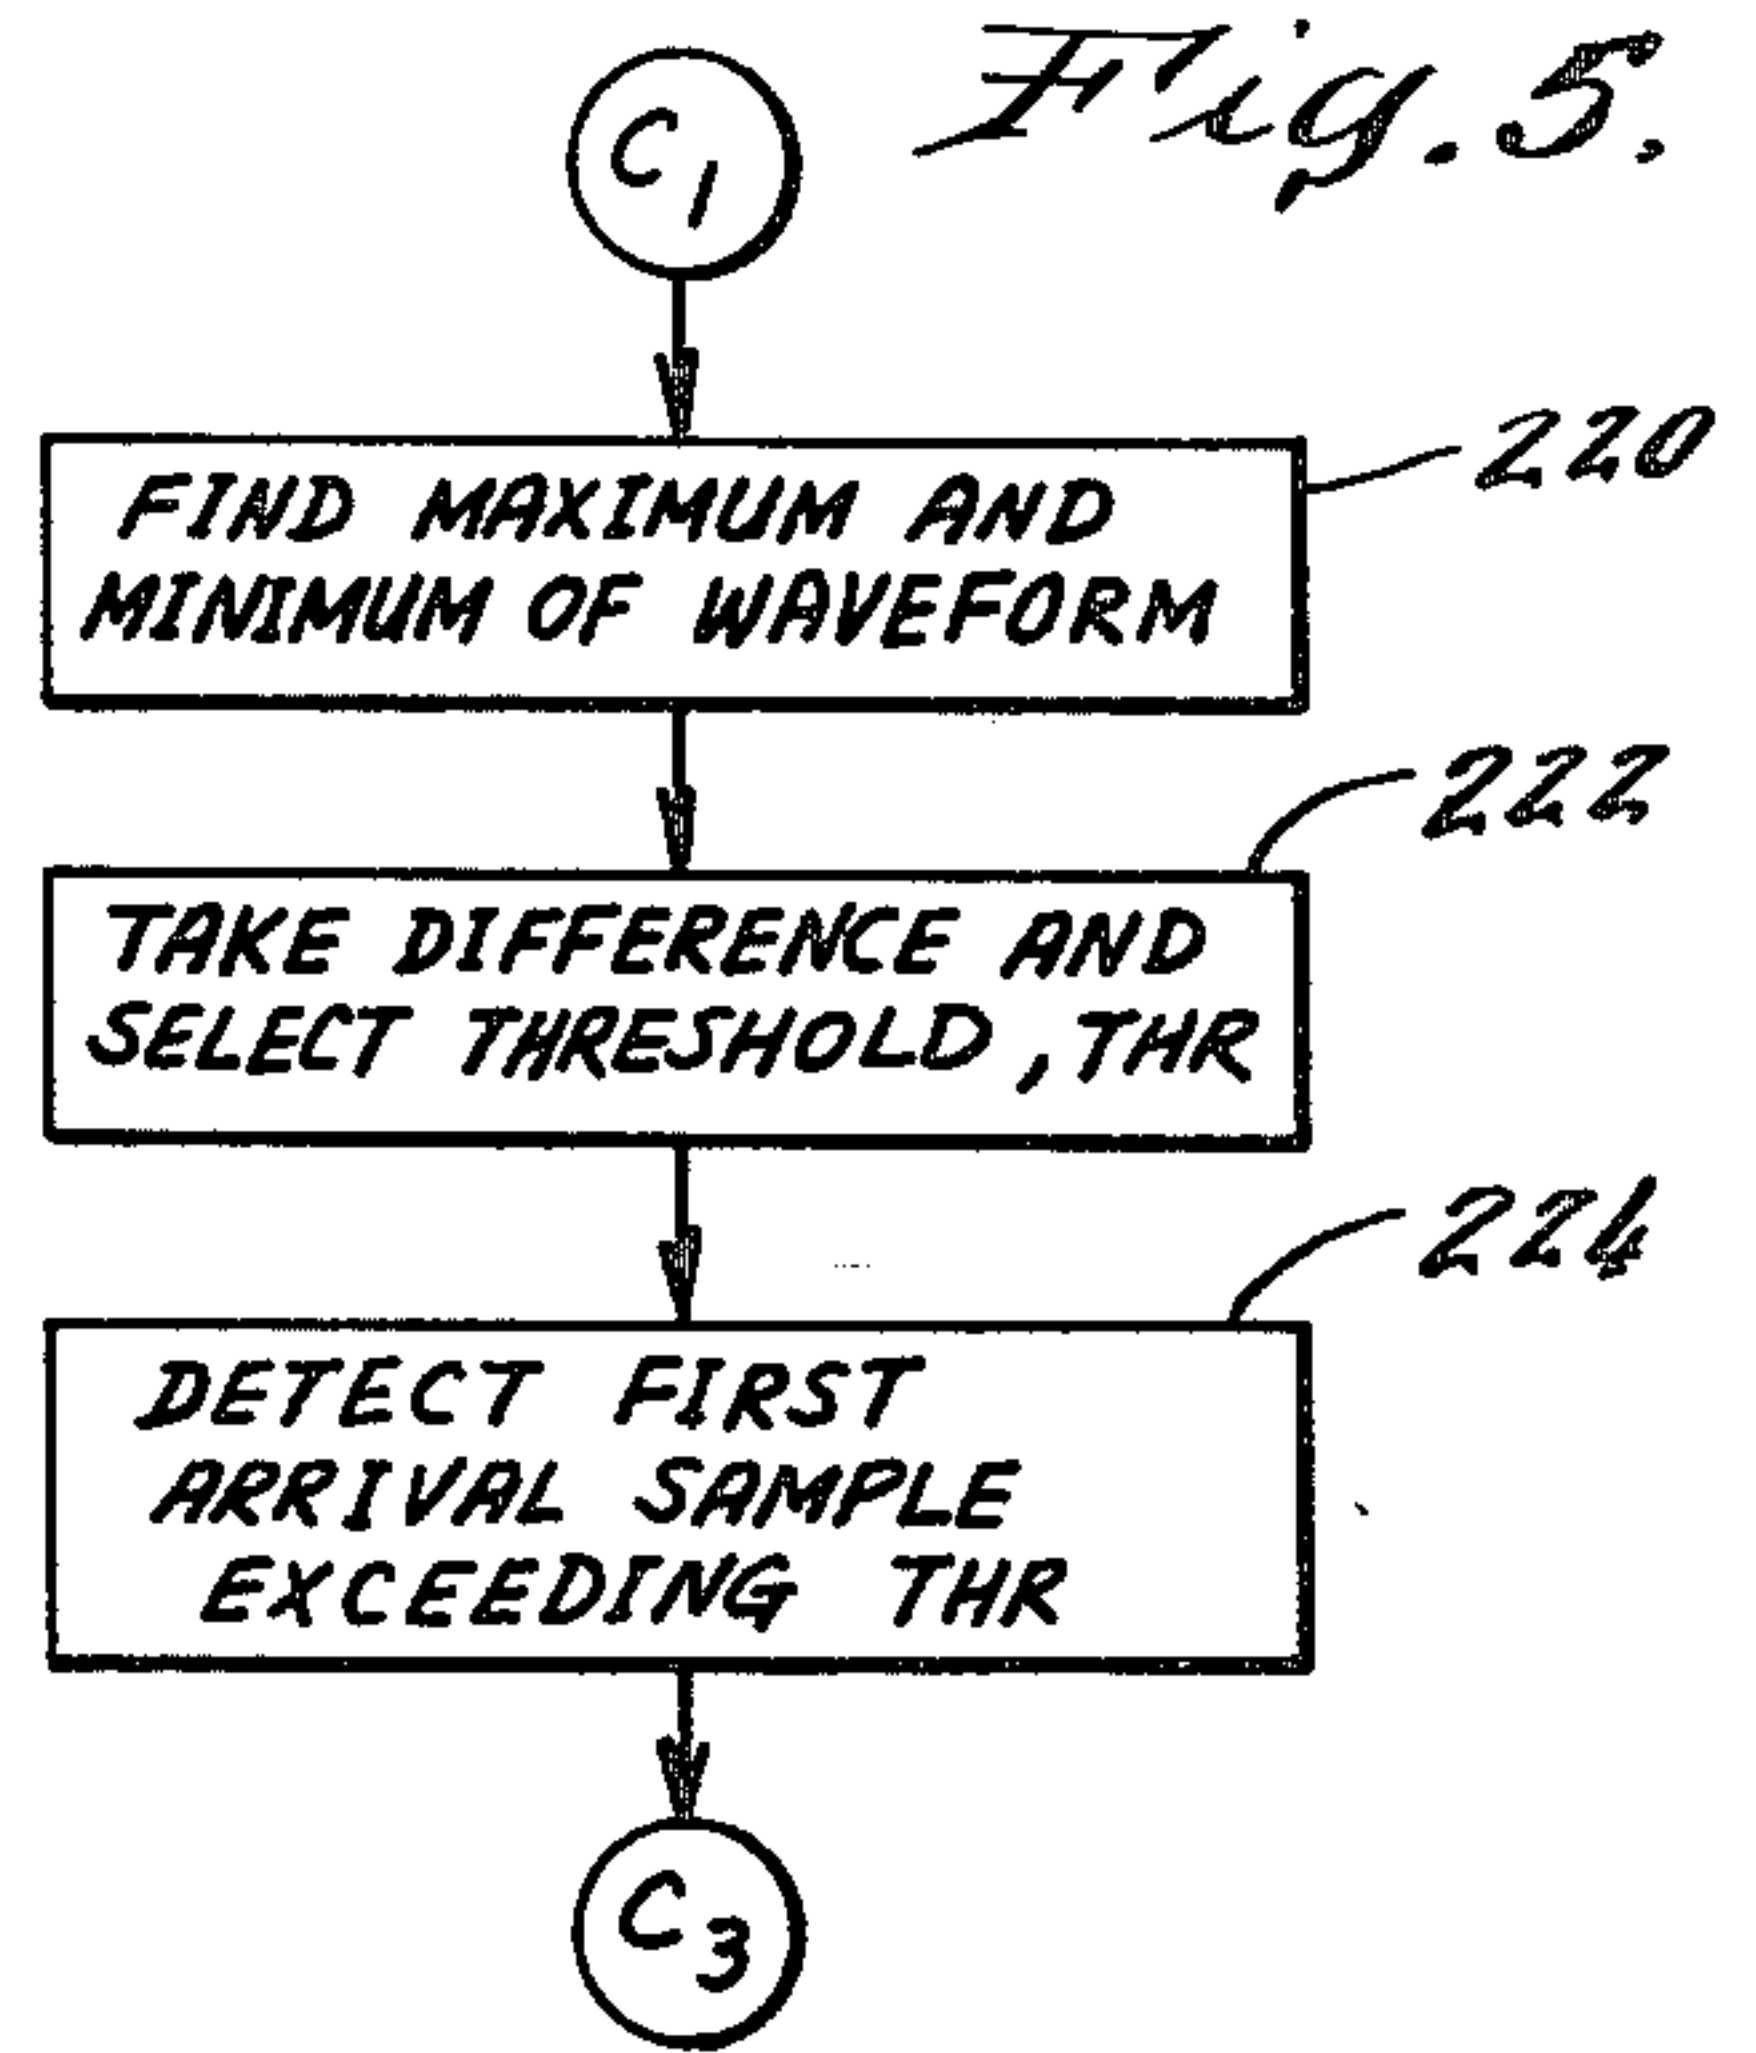 Fig. 5.
C1
FIND MAXIMUM AND
MINIMUM OF WAVEFORM
220
TAKE DIFFERENCE AND
SELECT THRESHOLD, THR
222
DETECT FIRST
ARRIVAL SAMPLE
EXCEEDING THR
224
C3